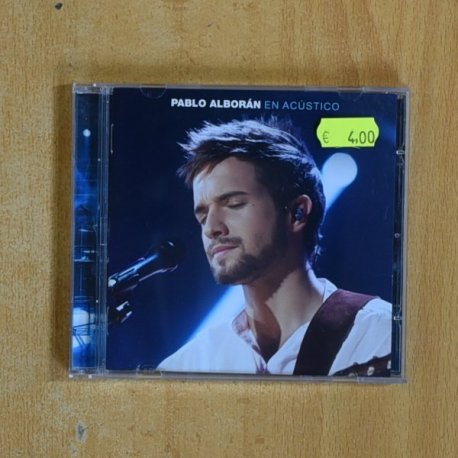 PABLO ALBORÁN EN ACÚSTICO
€ 4,00